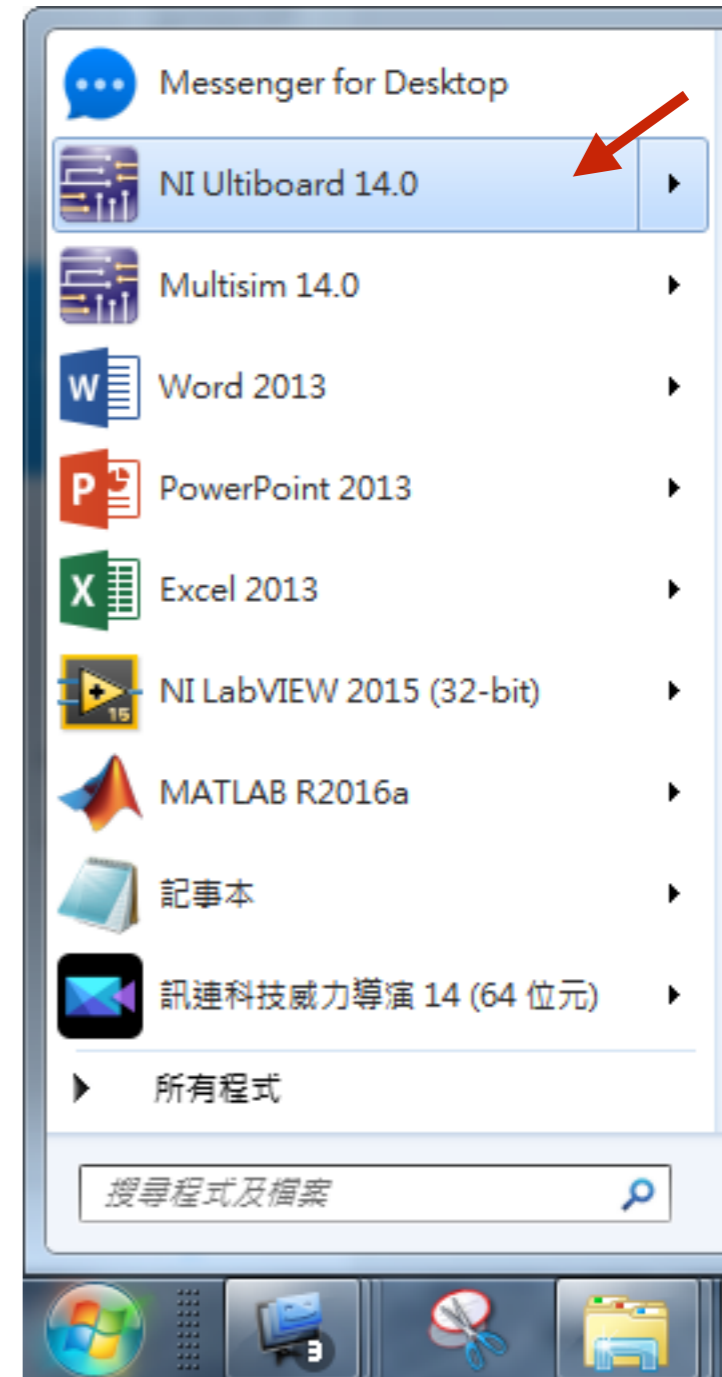 Messenger for Desktop
NI Ultiboard 14.0
Multisim 14.0
Word 2013
PowerPoint 2013
Excel 2013
NI LabVIEW 2015 (32-bit)
MATLAB R2016a
記事本
訊連科技威力導演 14 (64 位元)
所有程式
搜尋程式及檔案
3